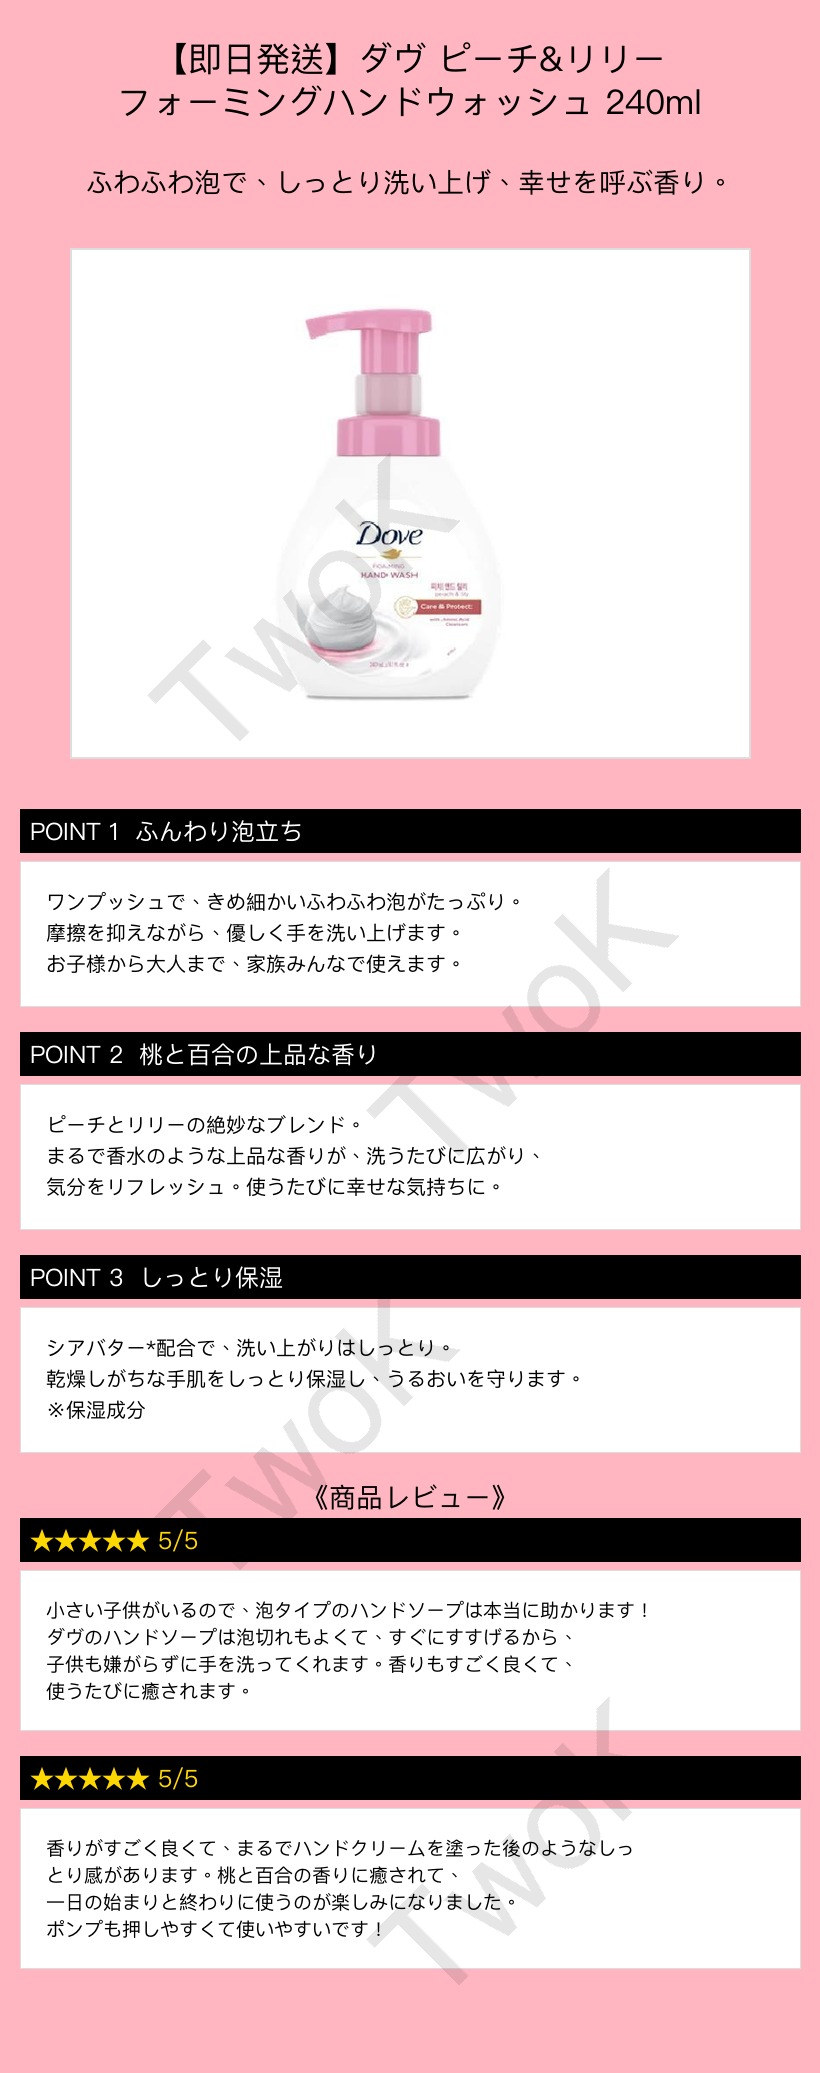 【即日発送】ダヴ ピーチ&リリー
フォーミングハンドウォッシュ 240ml
ふわふわ泡で、しっとり洗い上げ、幸せを呼ぶ香り。
Dove
FOAMING
HAND WASH
피치 앤드 릴리
peach & lily
Care & Protect:
with Amino Acid
Cleansers
TwoK
POINT 1 ふんわり泡立ち
ワンプッシュで、きめ細かいふわふわ泡がたっぷり。
摩擦を抑えながら、優しく手を洗い上げます。
お子様から大人まで、家族みんなで使えます。
TwoK
POINT 2 桃と百合の上品な香り
ピーチとリリーの絶妙なブレンド。
まるで香水のような上品な香りが、洗うたびに広がり、
気分をリフレッシュ。使うたびに幸せな気持ちに。
POINT 3 しっとり保湿
シアバター*配合で、洗い上がりはしっとり。
乾燥しがちな手肌をしっとり保湿し、うるおいを守ります。
※保湿成分
TwoK
《商品レビュー》
★★★★★ 5/5
小さい子供がいるので、泡タイプのハンドソープは本当に助かります！
ダヴのハンドソープは泡切れもよくて、すぐにすすげるから、
子供も嫌がらずに手を洗ってくれます。香りもすごく良くて、
使うたびに癒されます。
★★★★★ 5/5
香りがすごく良くて、まるでハンドクリームを塗った後のようなしっ
とり感があります。桃と百合の香りに癒されて、
一日の始まりと終わりに使うのが楽しみになりました。
ポンプも押しやすくて使いやすいです！
TwoK